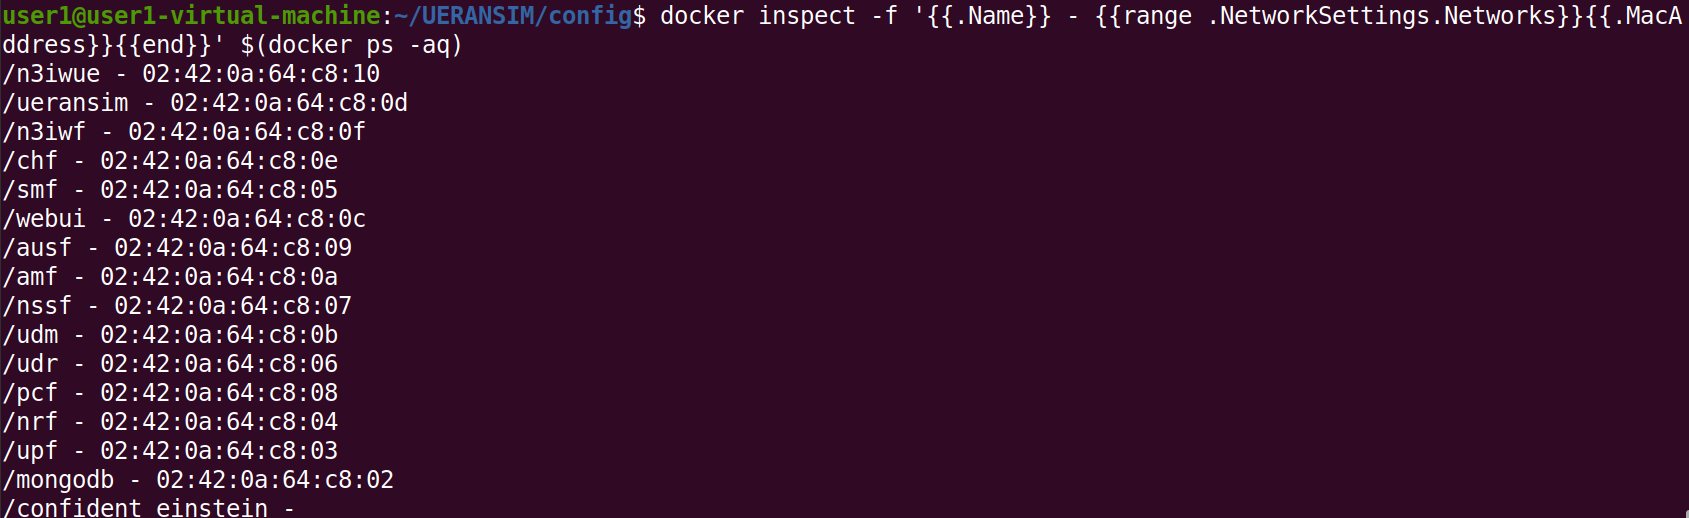 user1@user1-virtual-machine:~/UERANSIM/config$ docker inspect -f '{{.Name}} - {{range .NetworkSettings.Networks}}{{.MacA
ddress}}{{end}}' $(docker ps -aq)
/n3iwue - 02:42:0a:64:c8:10
/ueransim - 02:42:0a:64:c8:0d
/n3iwf - 02:42:0a:64:c8:0f
/chf - 02:42:0a:64:c8:0e
/smf - 02:42:0a:64:c8:05
/webui - 02:42:0a:64:c8:0c
/ausf - 02:42:0a:64:c8:09
/amf - 02:42:0a:64:c8:0a
/nssf - 02:42:0a:64:c8:07
/udm - 02:42:0a:64:c8:0b
/udr - 02:42:0a:64:c8:06
/pcf - 02:42:0a:64:c8:08
/nrf - 02:42:0a:64:c8:04
/upf - 02:42:0a:64:c8:03
/mongodb - 02:42:0a:64:c8:02
/confident_einstein -